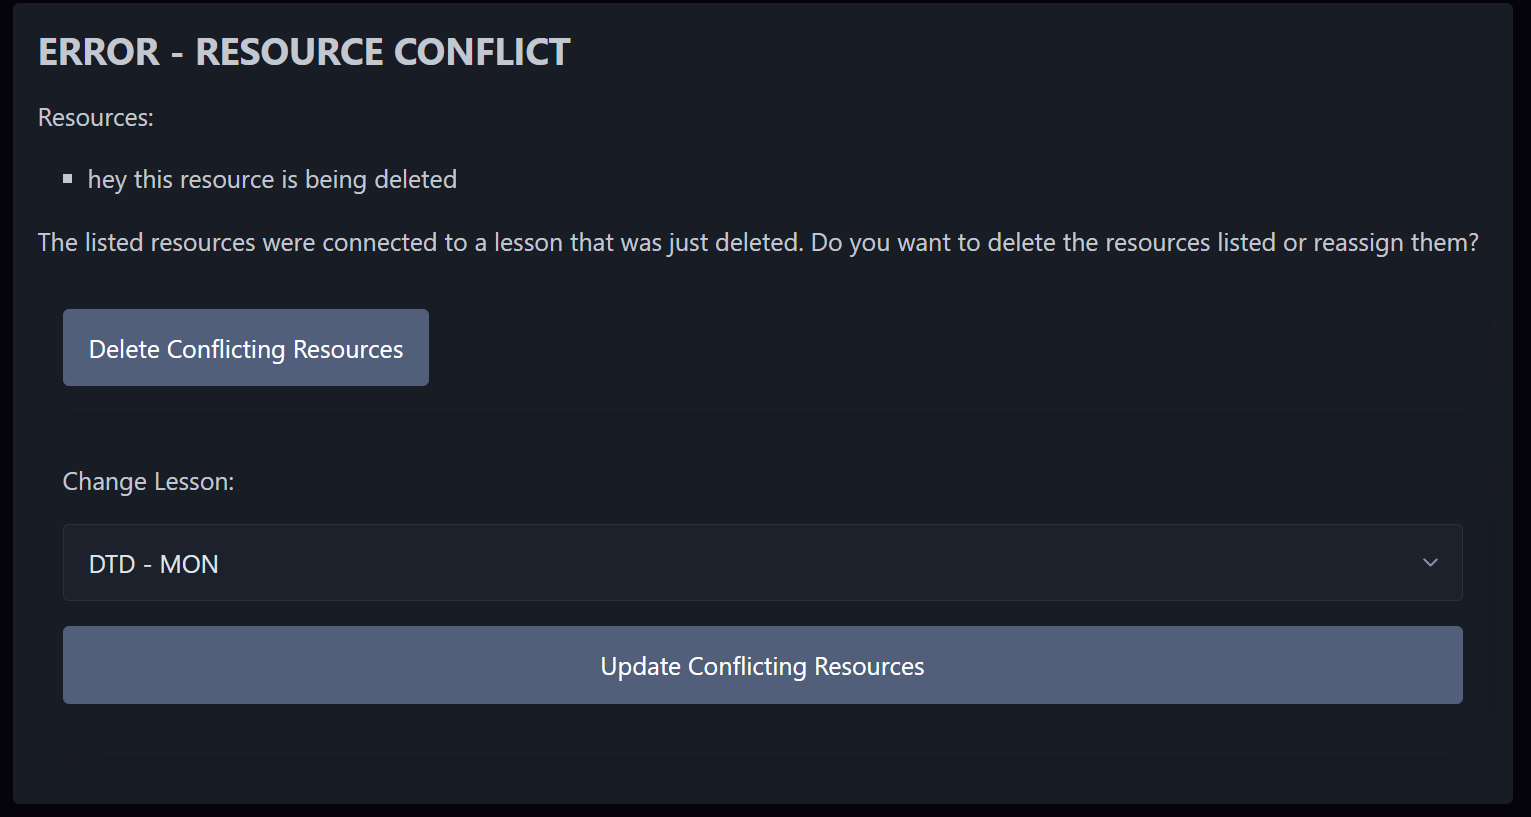 ERROR - RESOURCE CONFLICT
Resources:
hey this resource is being deleted
The listed resources were connected to a lesson that was just deleted. Do you want to delete the resources listed or reassign them?
Delete Conflicting Resources
Change Lesson:
DTD - MON
Update Conflicting Resources